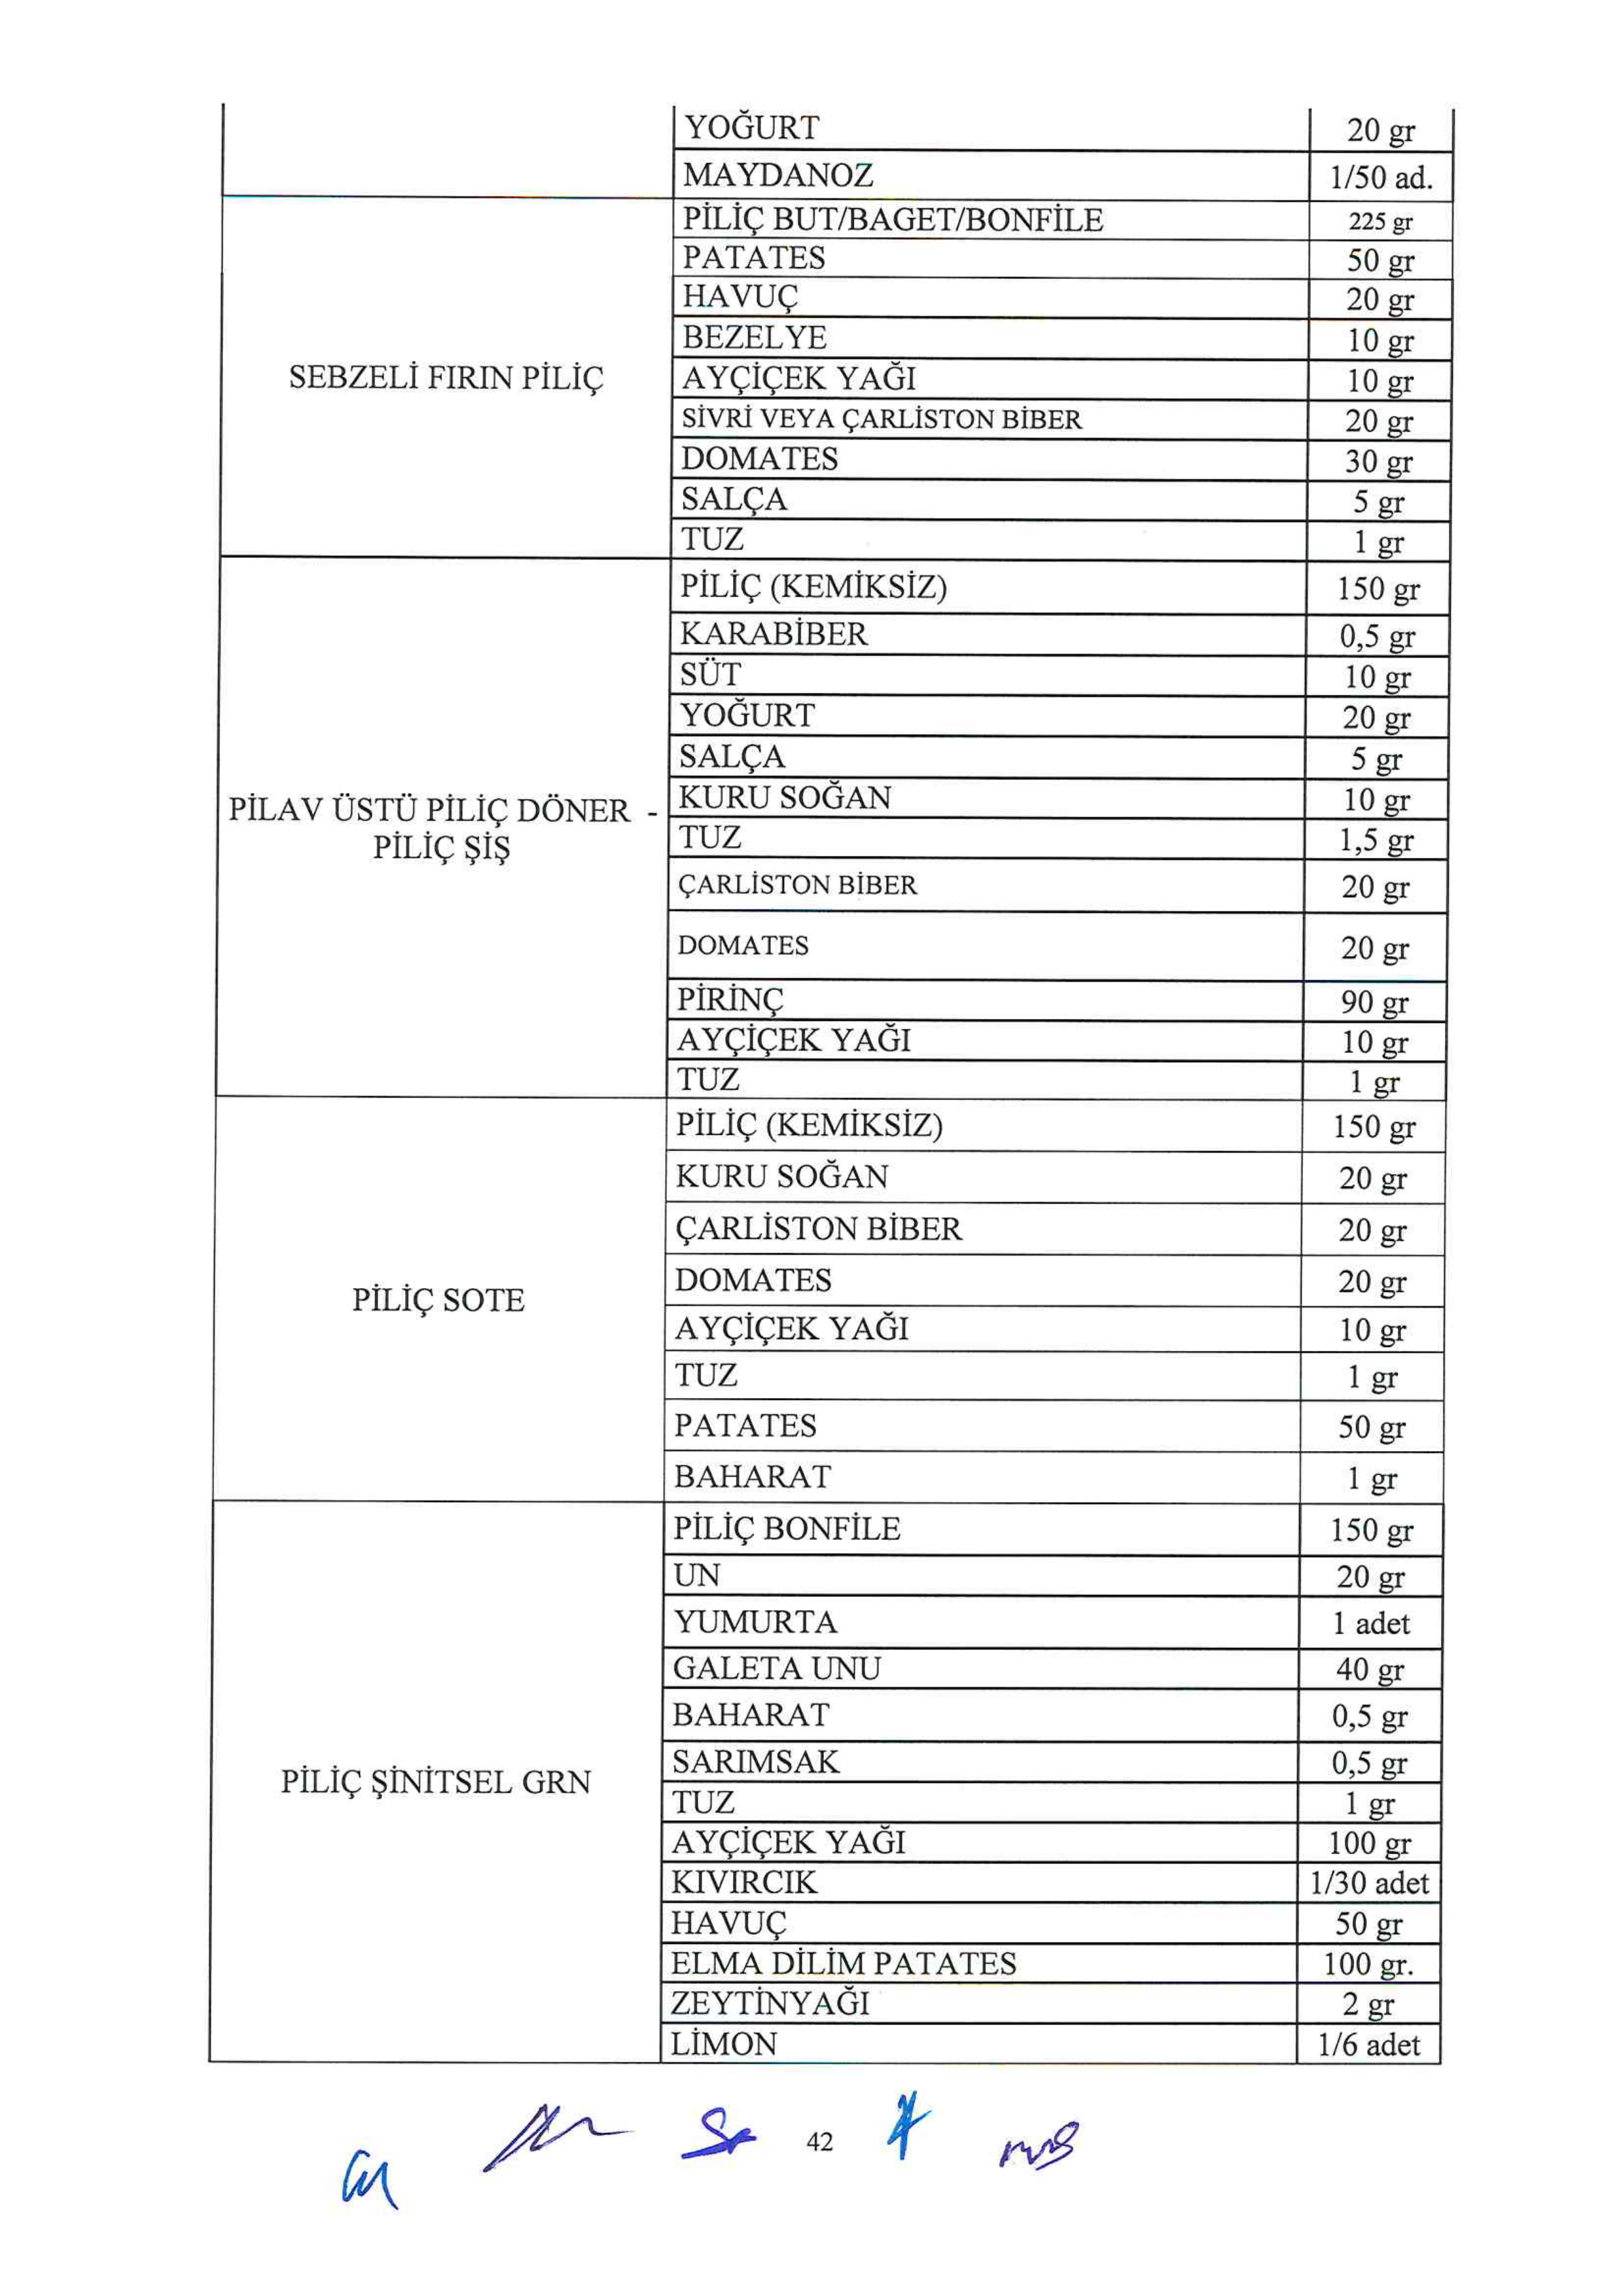 YOĞURT 20 gr
MAYDANOZ 1/50 ad.
SEBZELİ FIRIN PİLİÇ
PİLİÇ BUT/BAGET/BONFİLE 225 gr
PATATES 50 gr
HAVUÇ 20 gr
BEZELYE 10 gr
AYÇİÇEK YAĞI 10 gr
SİVRİ VEYA ÇARLİSTON BİBER 20 gr
DOMATES 30 gr
SALÇA 5 gr
TUZ 1 gr
PİLAV ÜSTÜ PİLİÇ DÖNER -
PİLİÇ ŞİŞ
PİLİÇ (KEMİKSİZ) 150 gr
KARABİBER 0,5 gr
SÜT 10 gr
YOĞURT 20 gr
SALÇA 5 gr
KURU SOĞAN 10 gr
TUZ 1,5 gr
ÇARLİSTON BİBER 20 gr
DOMATES 20 gr
PİRİNÇ 90 gr
AYÇİÇEK YAĞI 10 gr
TUZ 1 gr
PİLİÇ SOTE
PİLİÇ (KEMİKSİZ) 150 gr
KURU SOĞAN 20 gr
ÇARLİSTON BİBER 20 gr
DOMATES 20 gr
AYÇİÇEK YAĞI 10 gr
TUZ 1 gr
PATATES 50 gr
BAHARAT 1 gr
PİLİÇ ŞİNİTSEL GRN
PİLİÇ BONFİLE 150 gr
UN 20 gr
YUMURTA 1 adet
GALETA UNU 40 gr
BAHARAT 0,5 gr
SARIMSAK 0,5 gr
TUZ 1 gr
AYÇİÇEK YAĞI 100 gr
KIVIRCIK 1/30 adet
HAVUÇ 50 gr
ELMA DİLİM PATATES 100 gr.
ZEYTİNYAĞI 2 gr
LİMON 1/6 adet
42